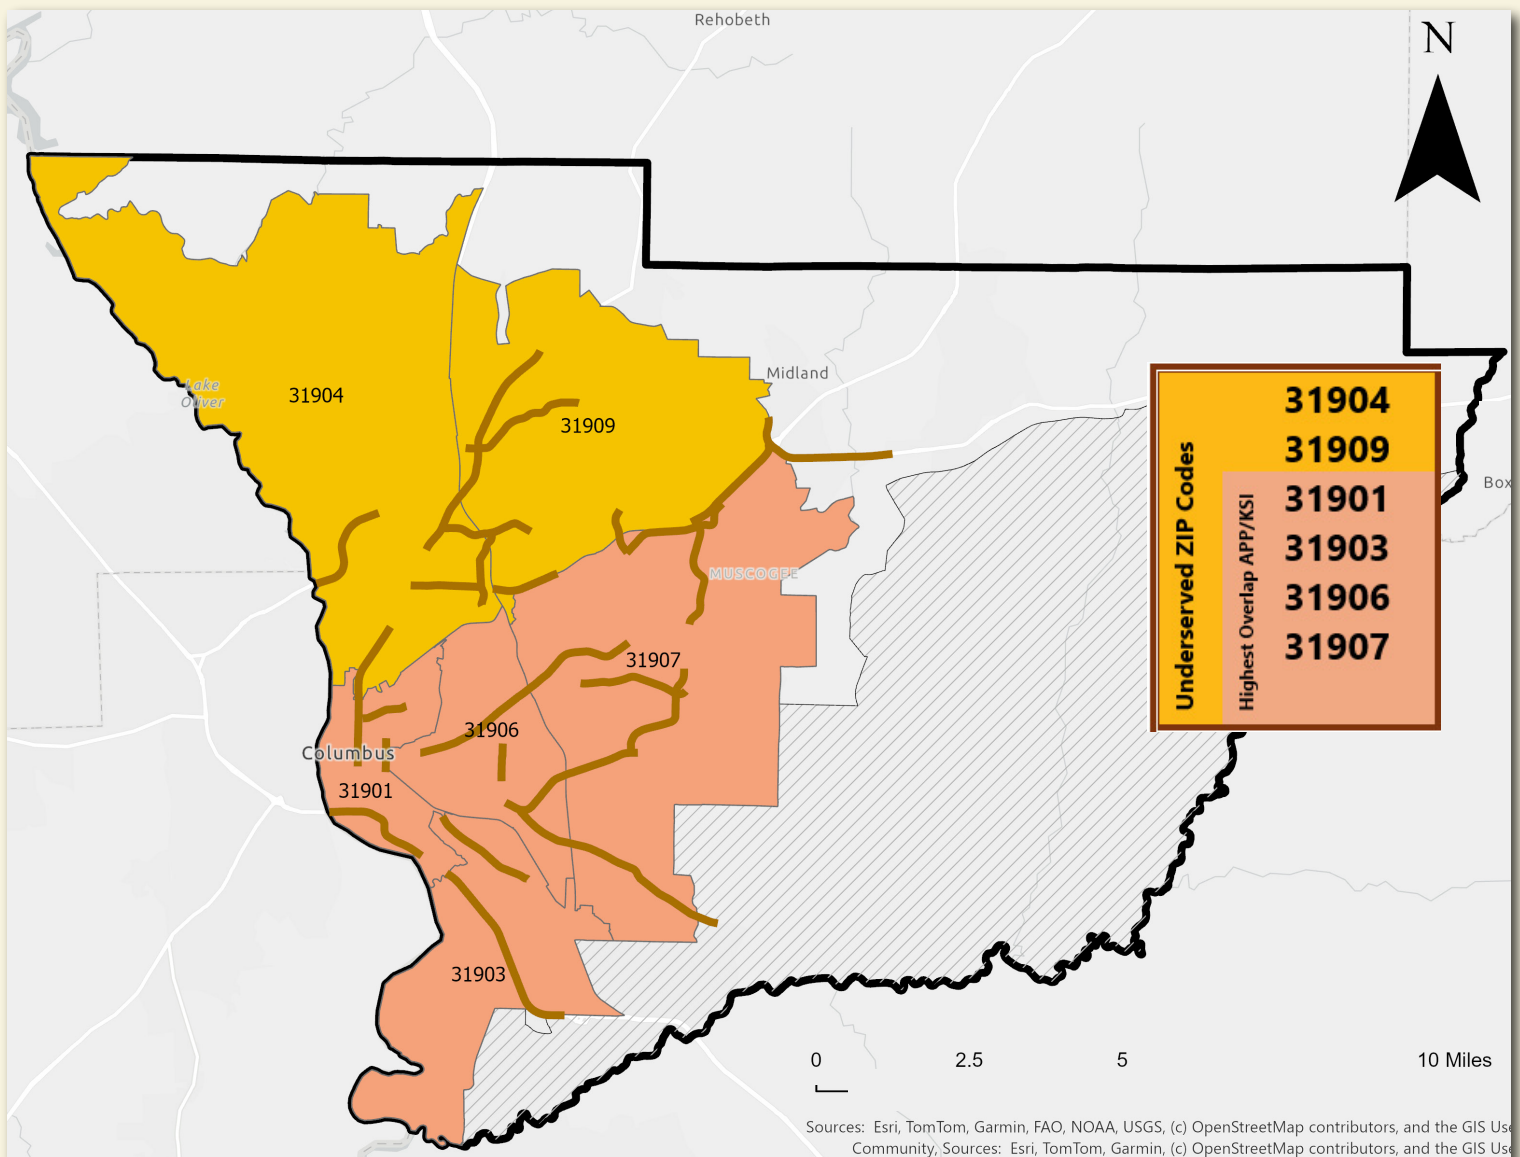 Rehobeth
N
Midland
Lake
Oliver
31904
31909
31904
31909
31901
31903
31906
31907
Underserved ZIP Codes
Highest Overlap APP/KSI
Box
MUSCOGEE
31907
31906
Columbus
31901
31903
0 2.5 5 10 Miles
Sources: Esri, TomTom, Garmin, FAO, NOAA, USGS, (c) OpenStreetMap contributors, and the GIS Use
Community, Sources: Esri, TomTom, Garmin, (c) OpenStreetMap contributors, and the GIS Use